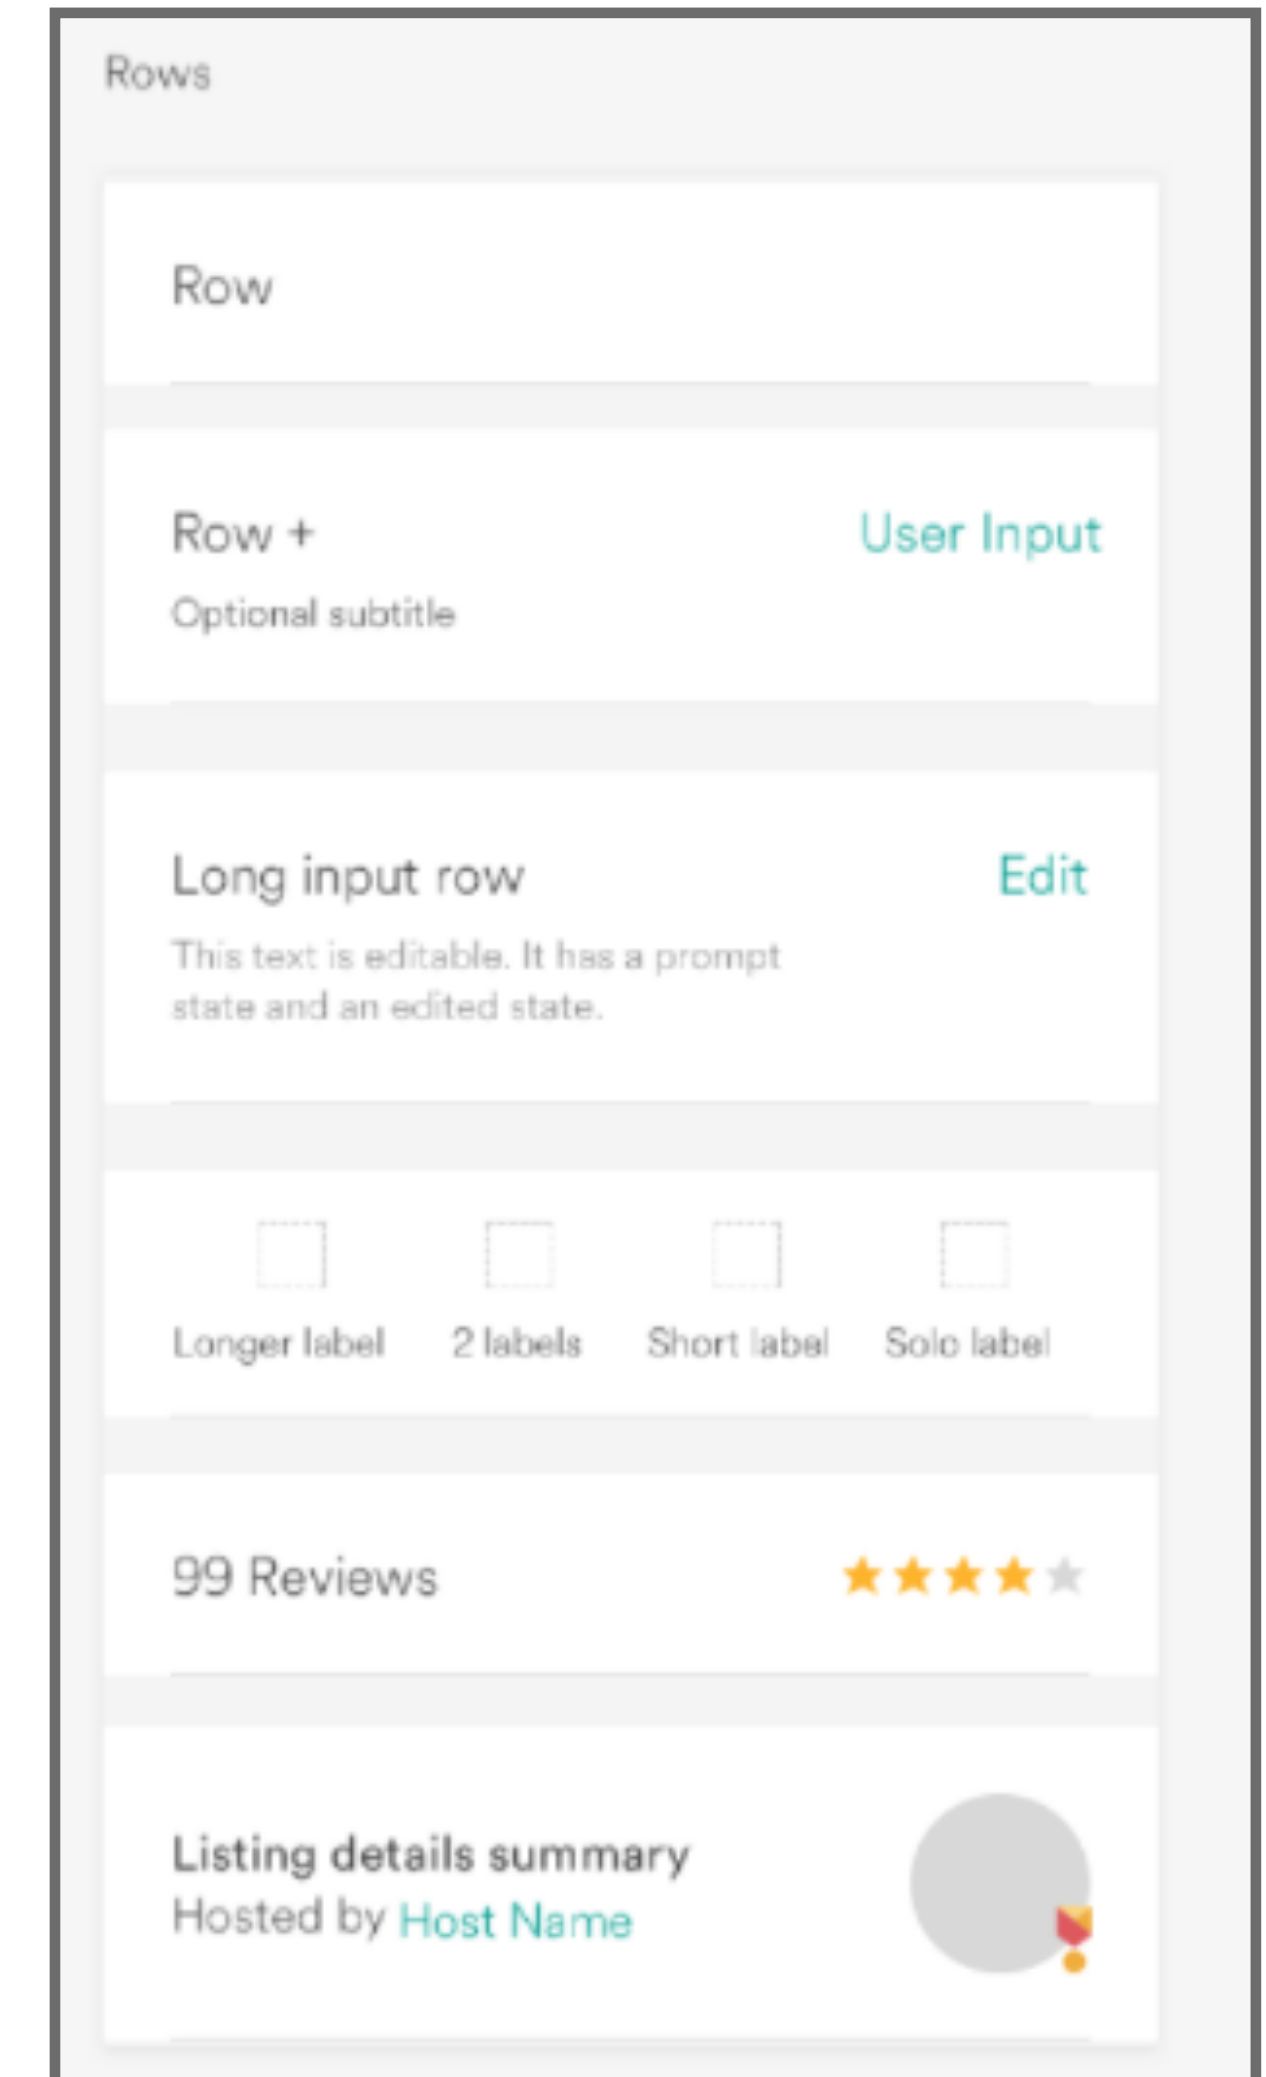 Rows
Row
Row + User Input
Optional subtitle
Long input row Edit
This text is editable. It has a prompt
state and an edited state.
Longer label 2 labels Short label Solo label
99 Reviews
Listing details summary
Hosted by Host Name